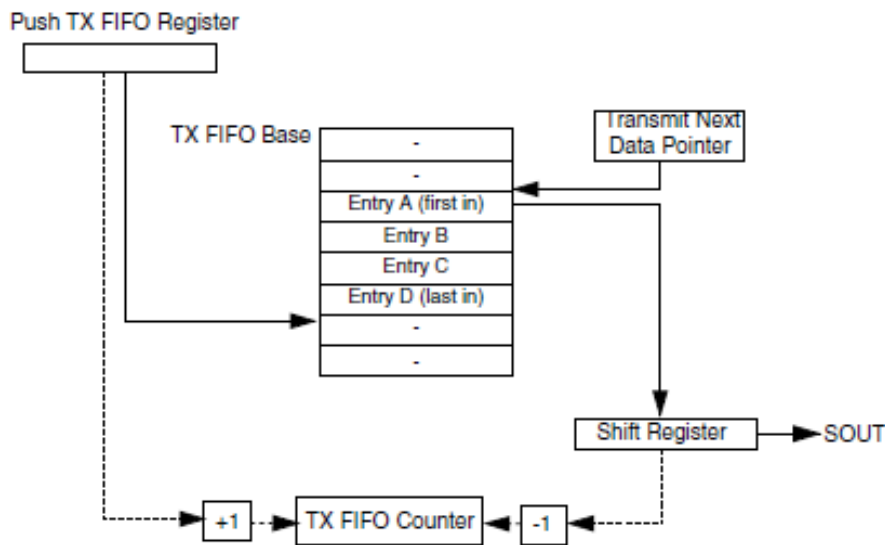 Push TX FIFO Register
TX FIFO Base
-
-
Entry A (first in)
Entry B
Entry C
Entry D (last in)
-
-
Transmit Next
Data Pointer
Shift Register
SOUT
+1
TX FIFO Counter
-1